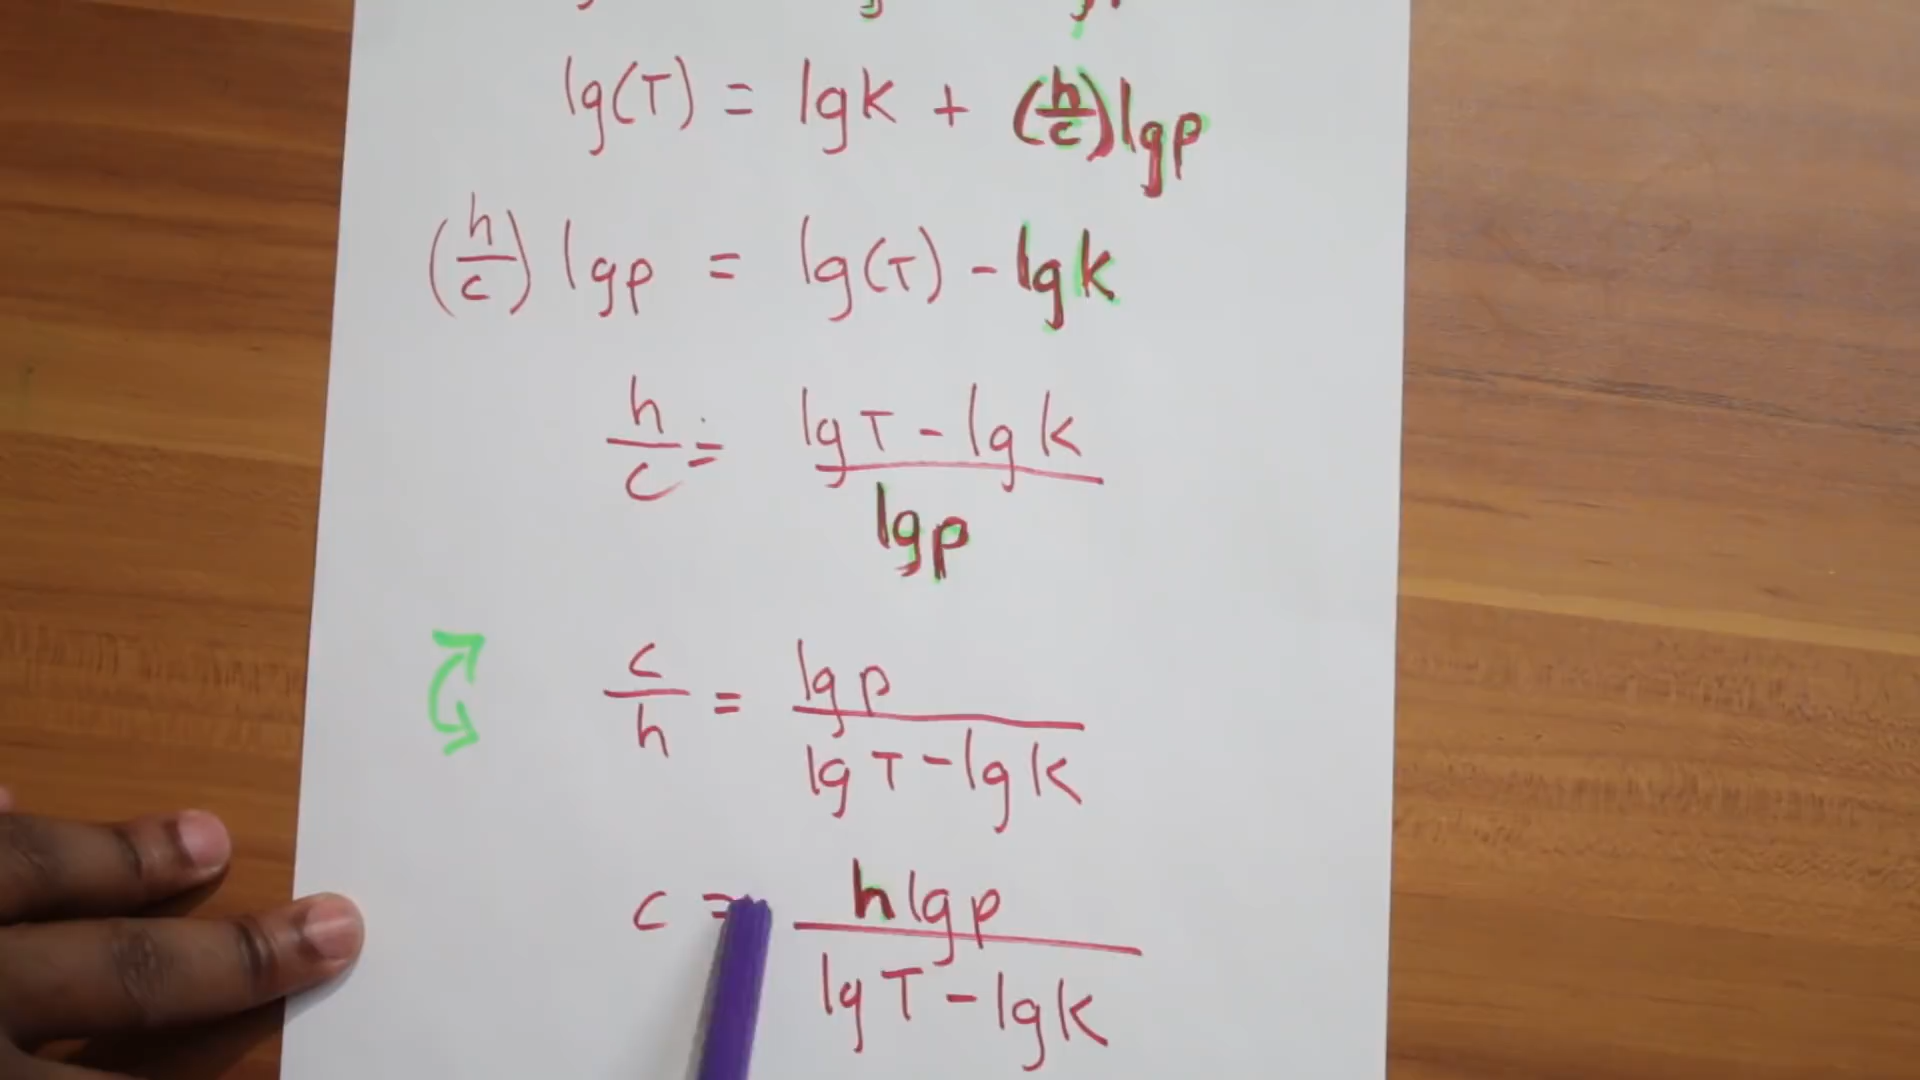 lg(T) = lgk + (h/c)lgp
(h/c) lgp = lg(T) - lgk
h/c = (lgT - lgk)/lgp
c/h = lgp/(lgT - lgk)
c = hlgp/(lgT - lgk)